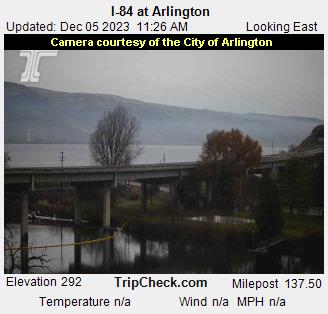 I-84 at Arlington
Updated: Dec 05 2023 11:26 AM Looking East
Camera courtesy of the City of Arlington
Elevation 292 TripCheck.com Milepost 137.50
Temperature n/a Wind n/a MPH n/a